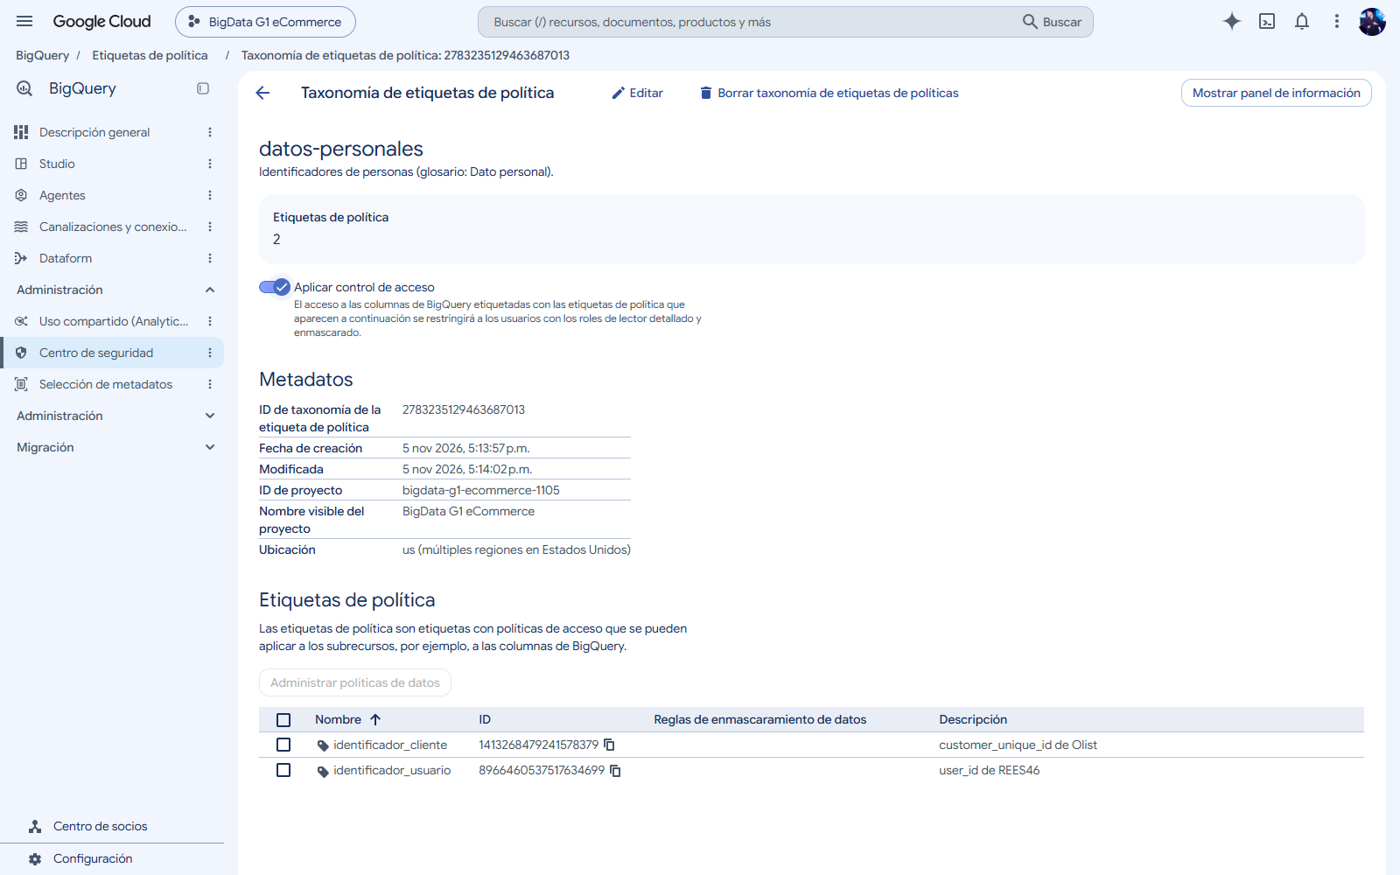 Google Cloud
BigData G1 eCommerce
Buscar (/) recursos, documentos, productos y más
Buscar
BigQuery / Etiquetas de política / Taxonomía de etiquetas de política: 2783235129463687013
BigQuery
Descripción general
Studio
Agentes
Canalizaciones y conexio...
Dataform
Administración
Uso compartido (Analytic...
Centro de seguridad
Selección de metadatos
Administración
Migración
Centro de socios
Configuración
Taxonomía de etiquetas de política
Editar
Borrar taxonomía de etiquetas de políticas
Mostrar panel de información
datos-personales
Identificadores de personas (glosario: Dato personal).
Etiquetas de política
2
Aplicar control de acceso
El acceso a las columnas de BigQuery etiquetadas con las etiquetas de política que
aparecen a continuación se restringirá a los usuarios con los roles de lector detallado y
enmascarado.
Metadatos
ID de taxonomía de la etiqueta de política 2783235129463687013
Fecha de creación 5 nov 2026, 5:13:57 p.m.
Modificada 5 nov 2026, 5:14:02 p.m.
ID de proyecto bigdata-g1-ecommerce-1105
Nombre visible del proyecto BigData G1 eCommerce
Ubicación us (múltiples regiones en Estados Unidos)
Etiquetas de política
Las etiquetas de política son etiquetas con políticas de acceso que se pueden
aplicar a los subrecursos, por ejemplo, a las columnas de BigQuery.
Administrar políticas de datos
Nombre ID Reglas de enmascaramiento de datos Descripción
identificador_cliente 1413268479241578379 customer_unique_id de Olist
identificador_usuario 8966460537517634699 user_id de REES46